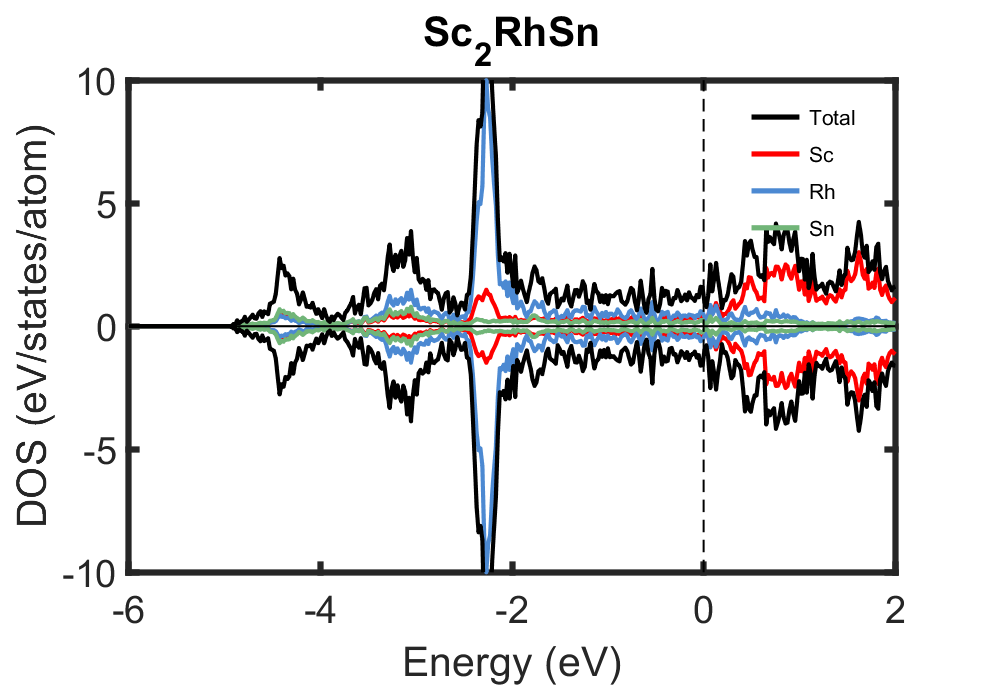 Sc₂RhSn
DOS (eV/states/atom)
10
5
0
-5
-10
Total
Sc
Rh
Sn
-6
-4
-2
0
2
Energy (eV)